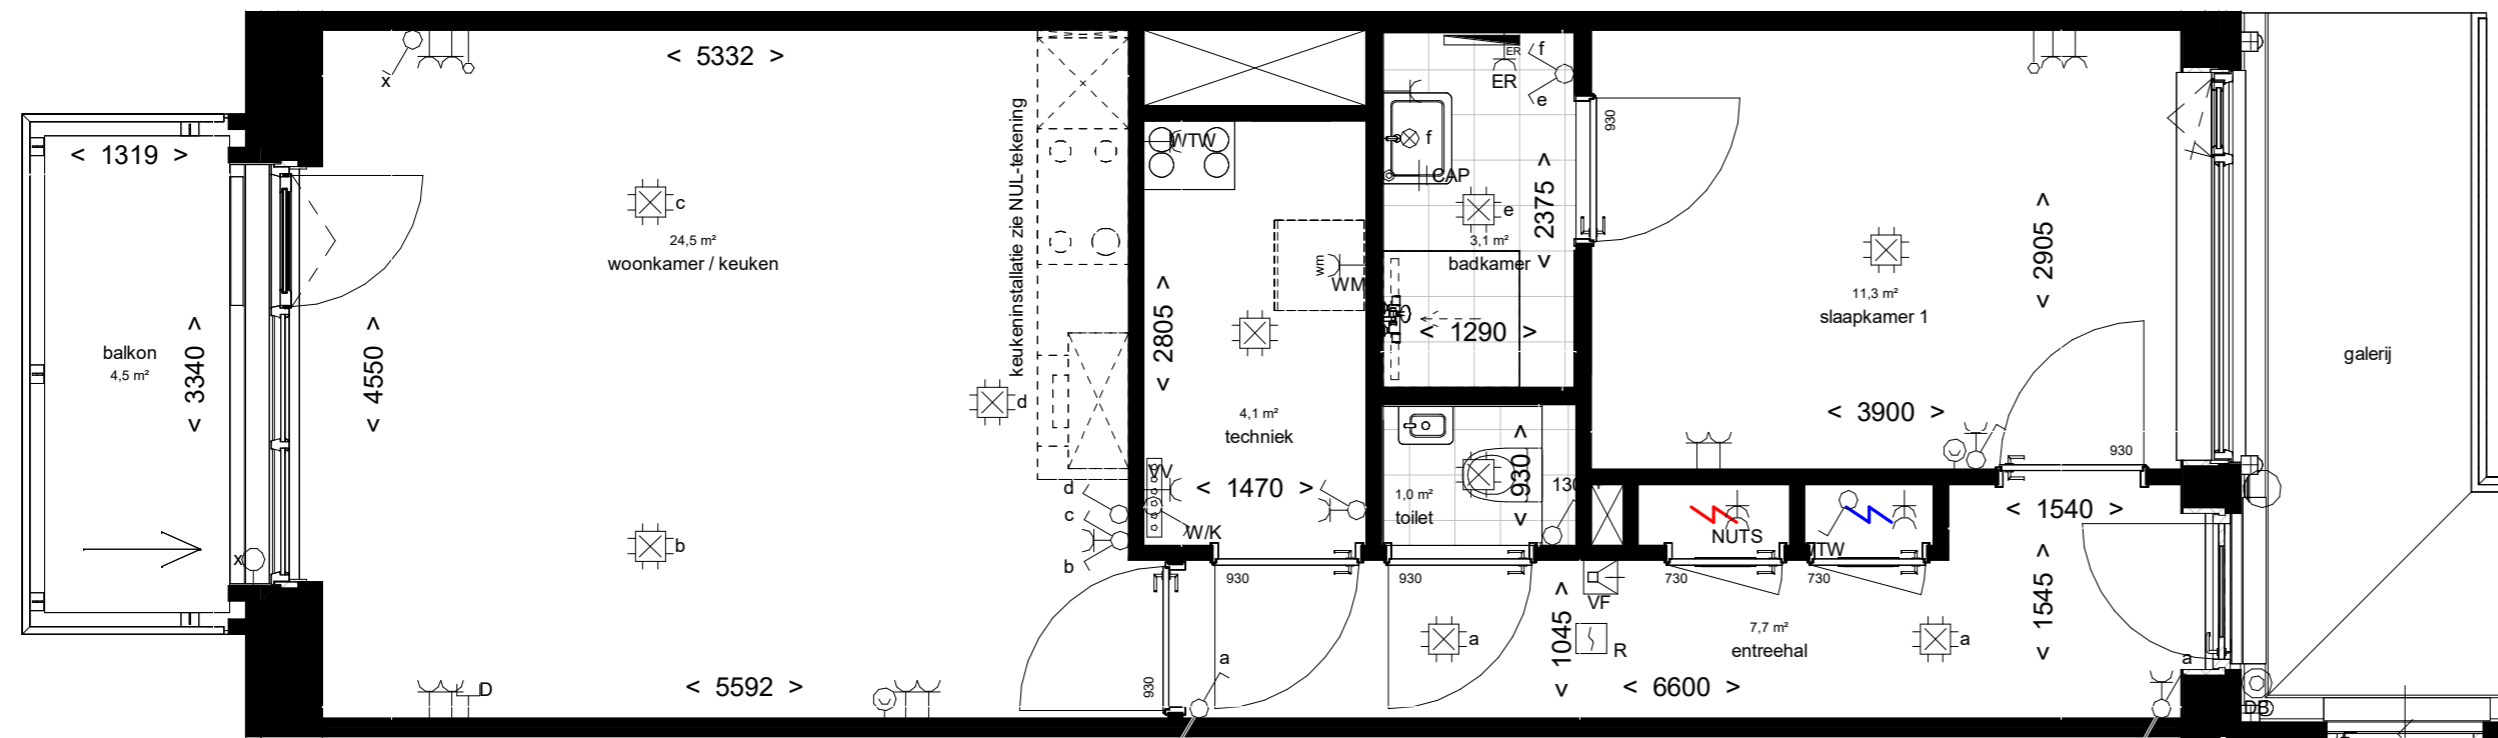 < 5332 >
x
f
ER
ER
e
930
< 1319 >
WTW
f
CAP
< 2375 >
keukeninstallatie zie NUL-tekening
c
24,5 m²
woonkamer / keuken
e
3,1 m²
badkamer
wm
WM
< 2905 >
11,3 m²
slaapkamer 1
< 2805 >
< 1290 >
balkon
4,5 m²
< 3340 >
< 4550 >
galerij
d
4,1 m²
techniek
< 3900 >
930
VV
d
< 1470 >
1,0 m²
toilet
< 930 >
130
c
W/K
NUTS
WTW
< 1540 >
b
x
b
930
930
730
730
VF
< 1045 >
< 1545 >
a
R
7,7 m²
entreehal
a
a
a
930
D
< 5592 >
< 6600 >
DB